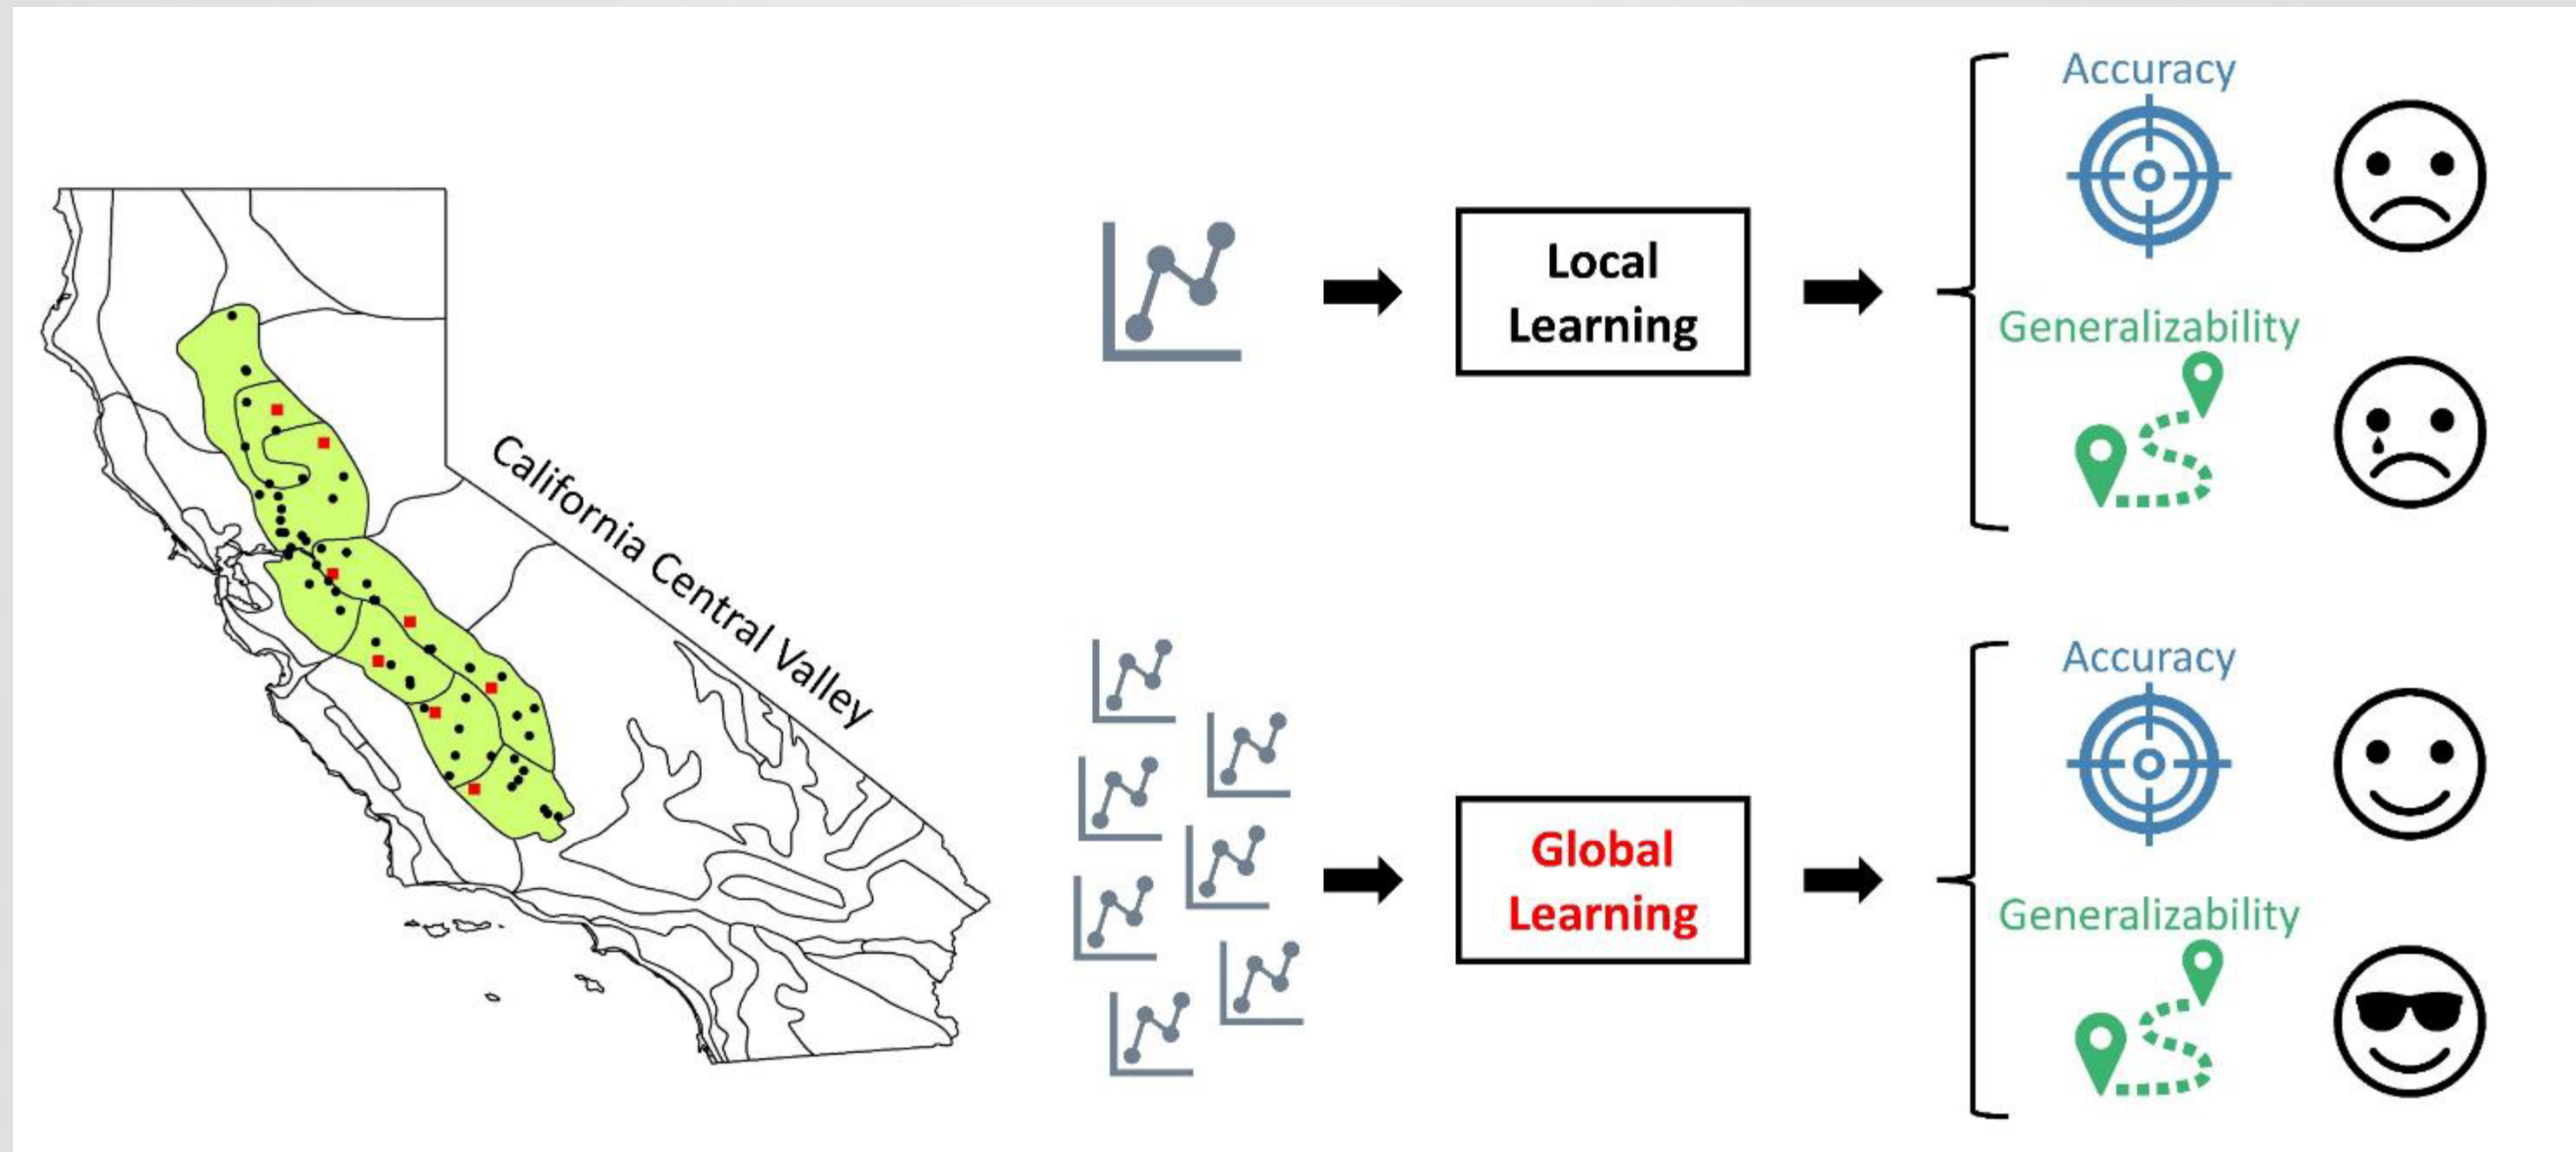 California Central Valley
Local
Learning
Accuracy
Generalizability
Global
Learning
Accuracy
Generalizability